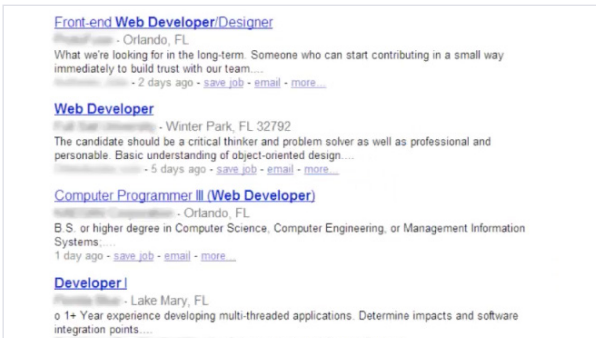 Front-end Web Developer/Designer
- Orlando, FL
What we're looking for in the long-term. Someone who can start contributing in a small way
immediately to build trust with our team....
- 2 days ago - save job - email - more...
Web Developer
- Winter Park, FL 32792
The candidate should be a critical thinker and problem solver as well as professional and
personable. Basic understanding of object-oriented design....
- 5 days ago - save job - email - more...
Computer Programmer III (Web Developer)
- Orlando, FL
B.S. or higher degree in Computer Science, Computer Engineering, or Management Information
Systems;....
1 day ago - save job - email - more...
Developer I
- Lake Mary, FL
o 1+ Year experience developing multi-threaded applications. Determine impacts and software
integration points....